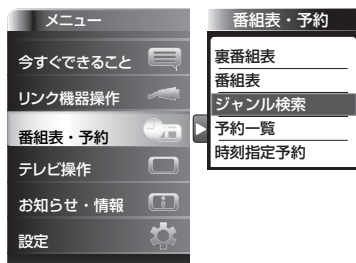 メニュー
今すぐできること
リンク機器操作
番組表・予約
テレビ操作
お知らせ・情報
設定
番組表・予約
裏番組表
番組表
ジャンル検索
予約一覧
時刻指定予約